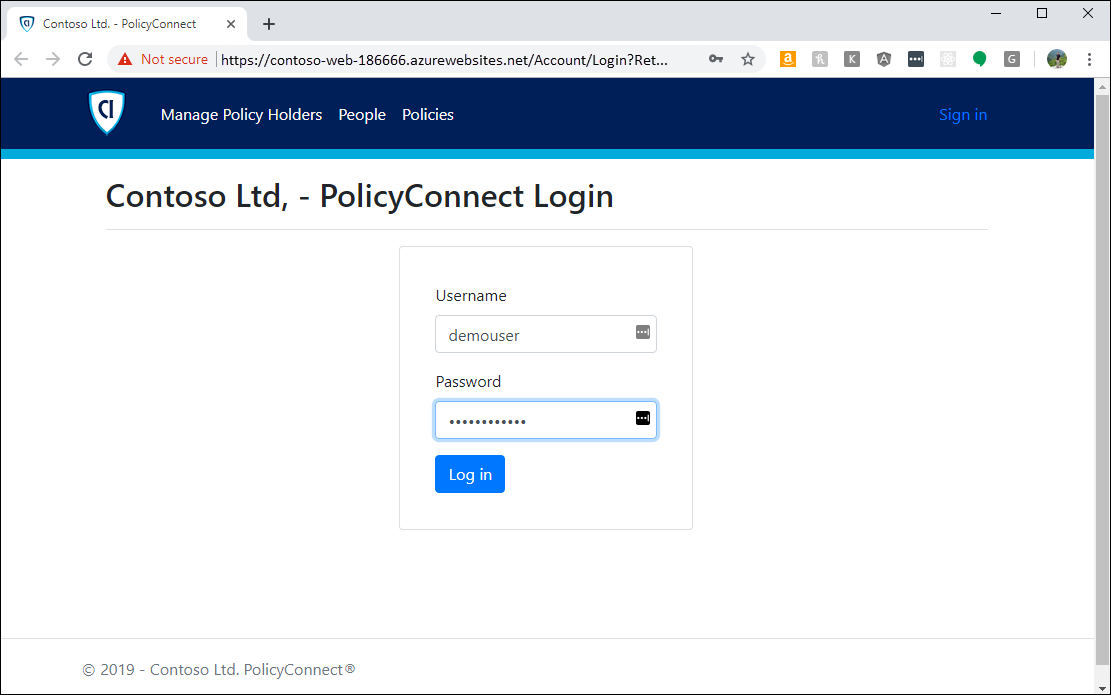 Contoso Ltd. - PolicyConnect
Not secure https://contoso-web-186666.azurewebsites.net/Account/Login?Ret...
a K A G
CI Manage Policy Holders People Policies Sign in
Contoso Ltd, - PolicyConnect Login
Username
demouser
Password
••••••••••••
Log in
© 2019 - Contoso Ltd. PolicyConnect®